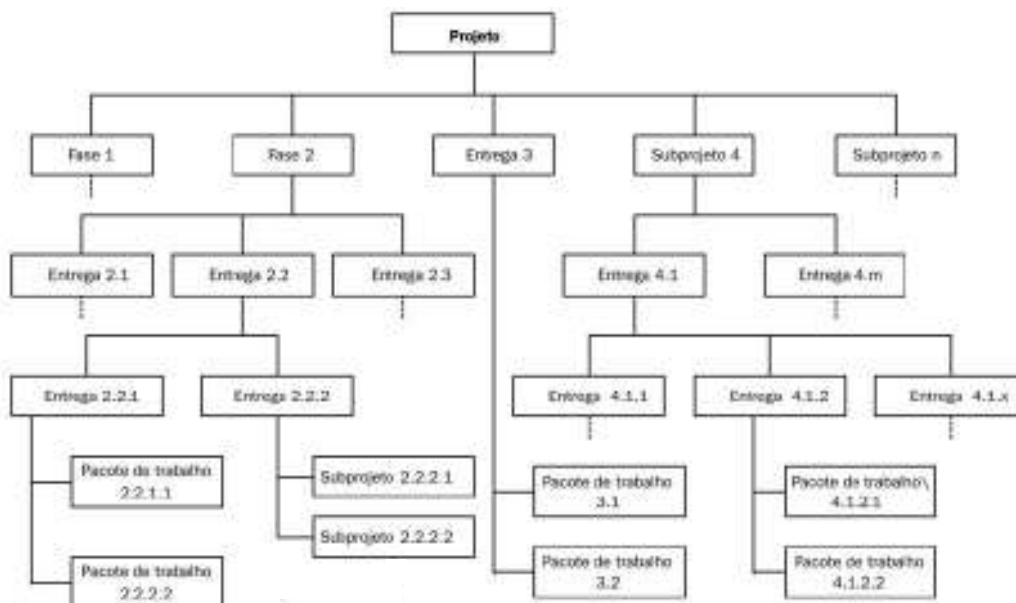 Projeto
Fase 1
Fase 2
Entrega 3
Subprojeto 4
Subprojeto n
Entrega 2.1
Entrega 2.2
Entrega 2.3
Entrega 4.1
Entrega 4.m
Entrega 2.2.1
Entrega 2.2.2
Entrega 4.1.1
Entrega 4.1.2
Entrega 4.1.x
Pacote de trabalho
2.2.1.1
Subprojeto 2.2.2.1
Pacote de trabalho
3.1
Pacote de trabalho\
4.1.2.1
Subprojeto 2.2.2.2
Pacote de trabalho
2.2.2.2
Pacote de trabalho
3.2
Pacote de trabalho
4.1.2.2